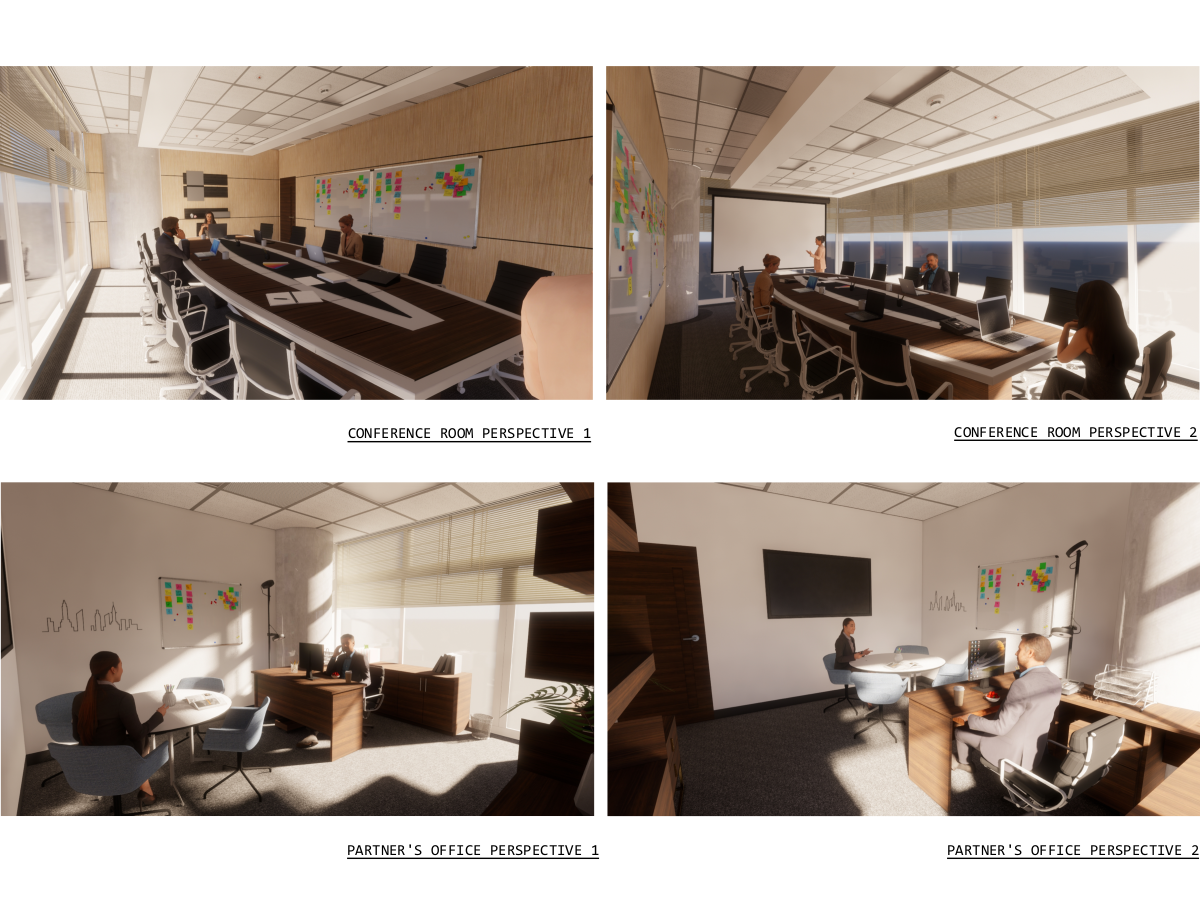 CONFERENCE ROOM PERSPECTIVE 1
CONFERENCE ROOM PERSPECTIVE 2
PARTNER'S OFFICE PERSPECTIVE 1
PARTNER'S OFFICE PERSPECTIVE 2